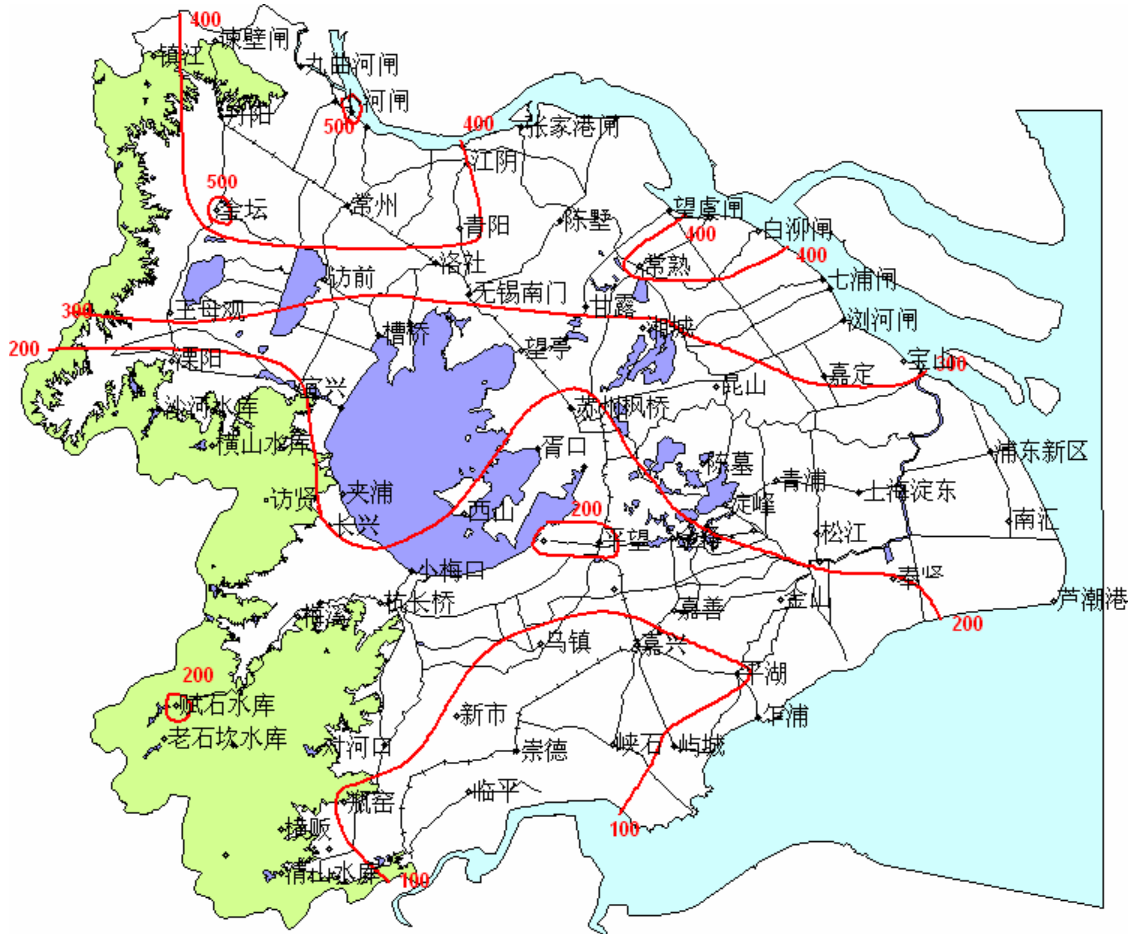 400
谏壁闸
镇江
九曲河闸
河闸
500
丹阳
400
张家港闸
江阴
500
金坛
常州
陈墅
望虞闸
青阳
400
白泖闸
400
洛社
常熟
访前
七浦闸
无锡南门
甘露
300
王母观
湘城
浏河闸
槽桥
200
望亭
溧阳
宝山
300
嘉定
宜兴
昆山
沙河水库
苏州枫桥
横山水库
胥口
浦东新区
陈墓
访贤
夹浦
青浦
上海淀东
西山
淀峰
200
长兴
南汇
平望
松江
小梅口
奉贤
杭长桥
金山
芦潮港
梅溪
嘉善
200
乌镇
嘉兴
200
平湖
赋石水库
新市
乍浦
老石坎水库
对河口
崇德
峡石
屿城
瓶窑
临平
横畈
100
青山水库
100